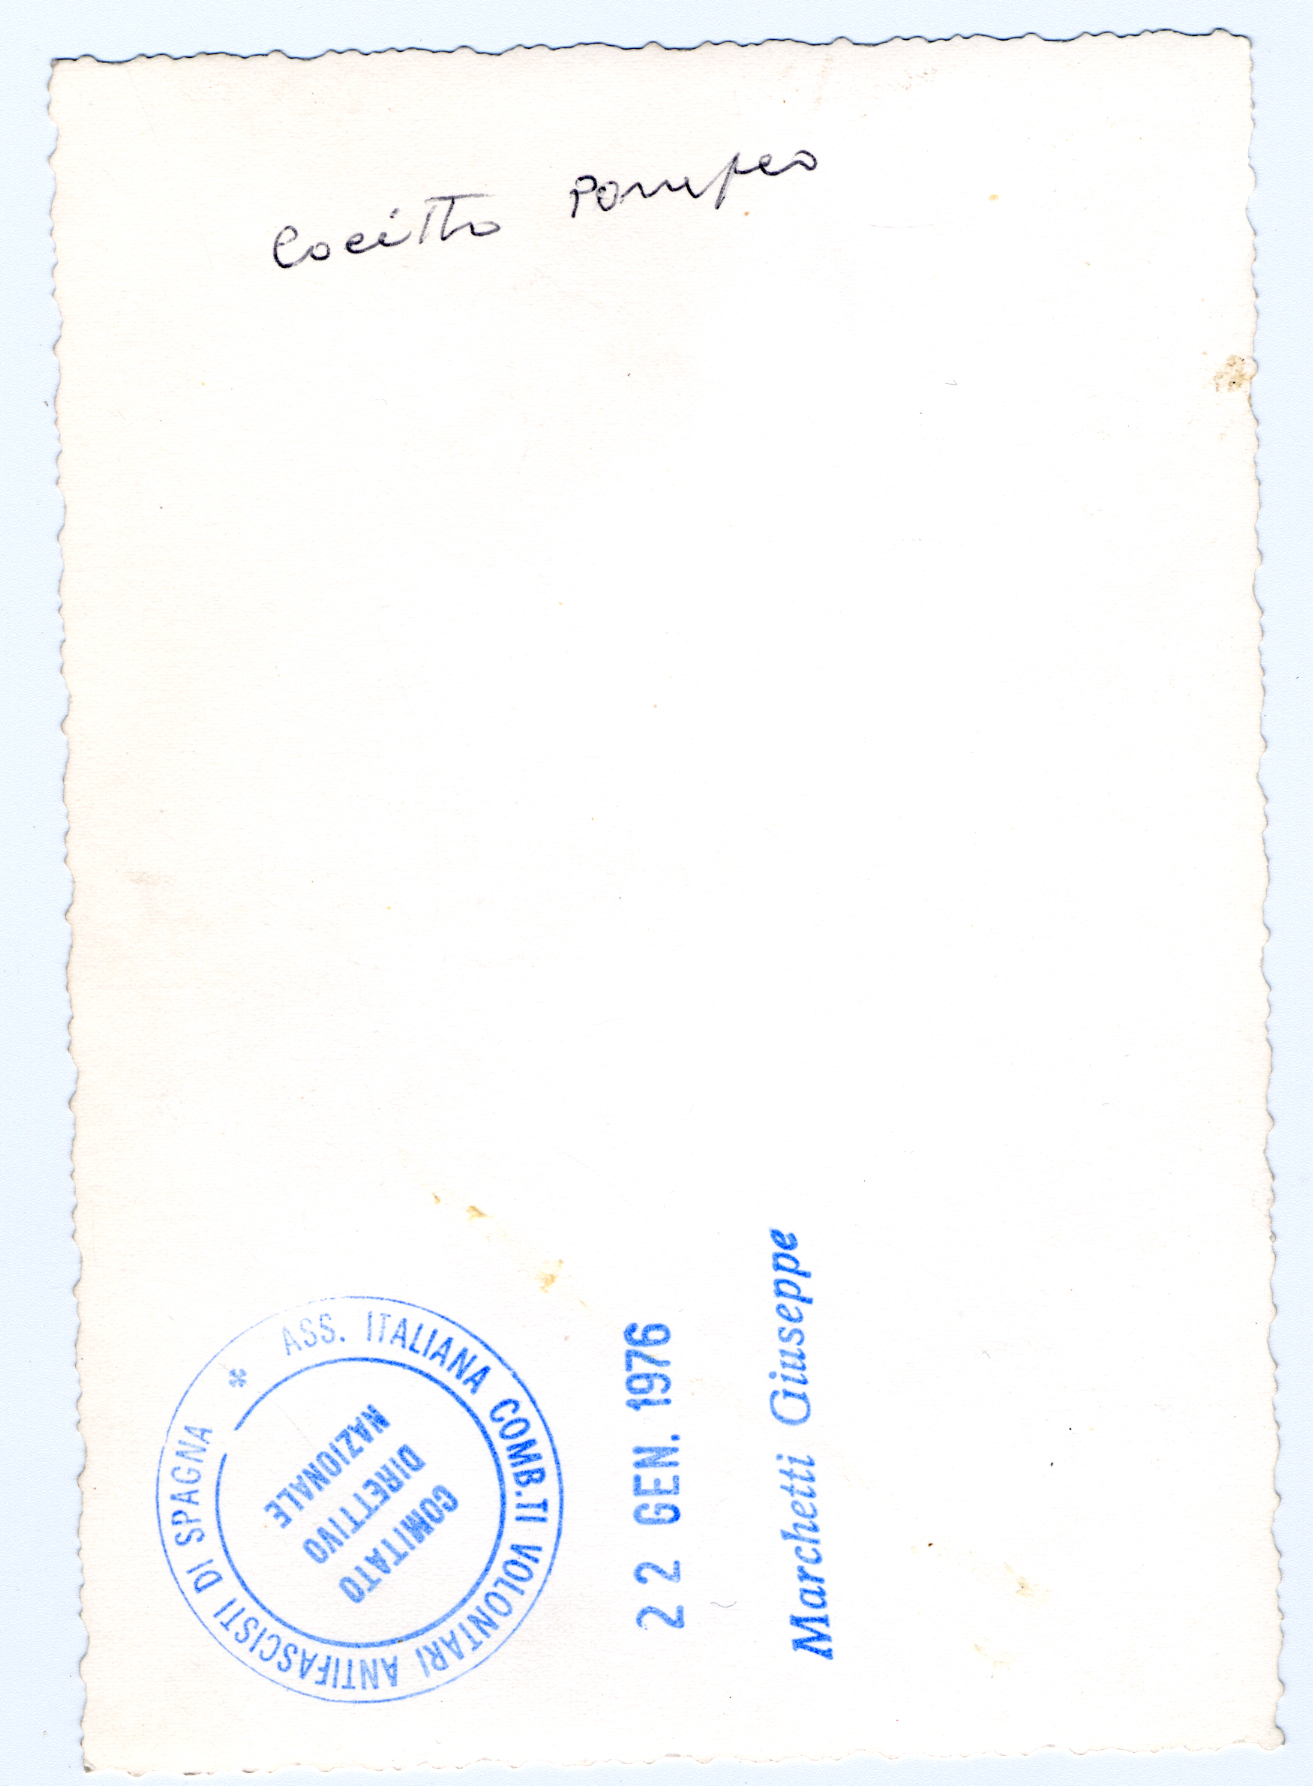 Cocitto Pompeo
ASS. ITALIANA COMB.TI VOLONTARI ANTIFASCISTI DI SPAGNA *
COMITATO
DIRETTIVO
NAZIONALE
22 GEN. 1976
Marchetti Giuseppe